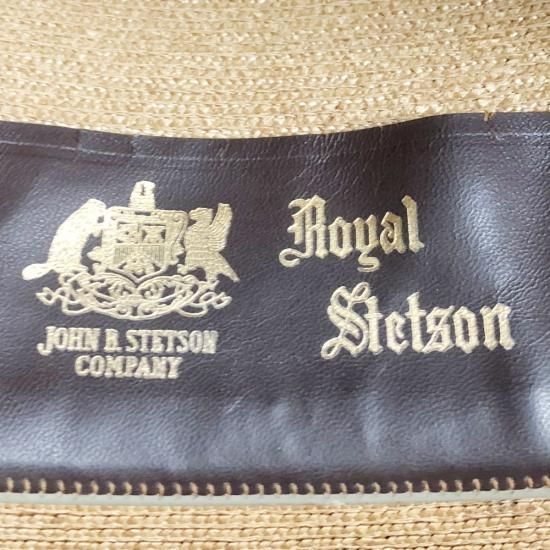 Royal
Stetson
JOHN B. STETSON
COMPANY